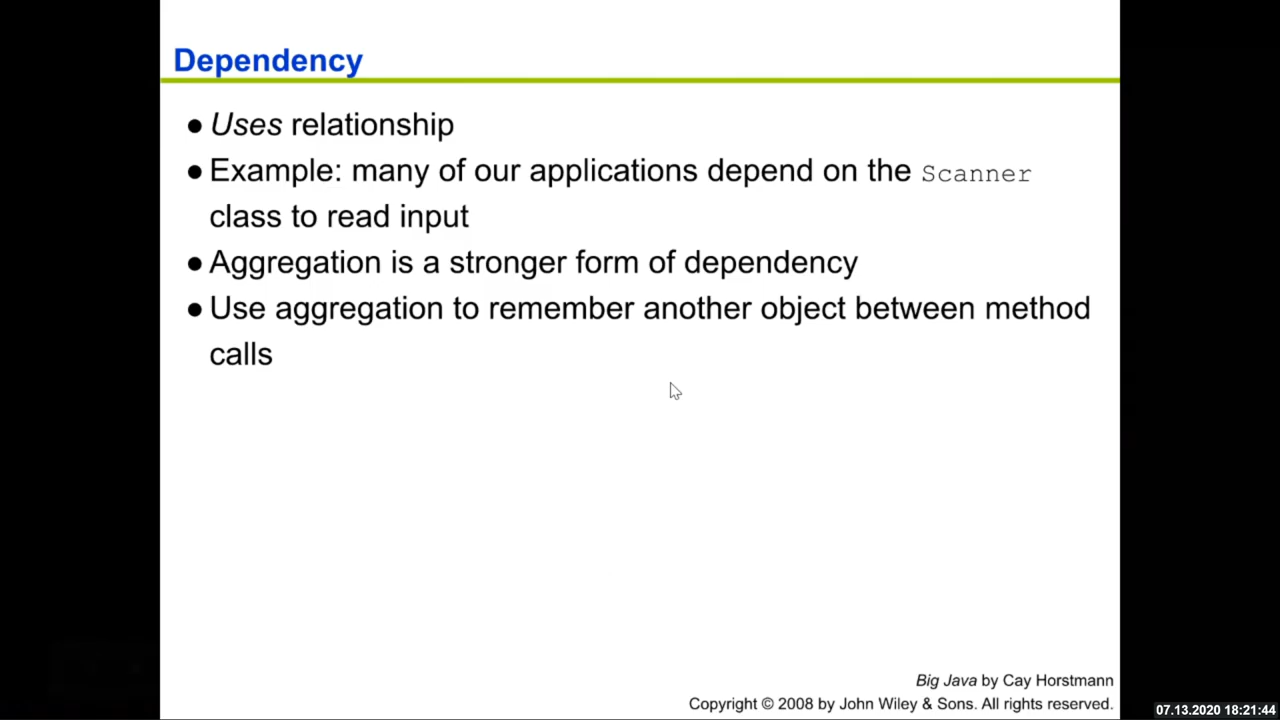 Dependency
● Uses relationship
● Example: many of our applications depend on the Scanner
class to read input
● Aggregation is a stronger form of dependency
● Use aggregation to remember another object between method
calls
Big Java by Cay Horstmann
Copyright © 2008 by John Wiley & Sons. All rights reserved.
07.13.2020 18:21:44